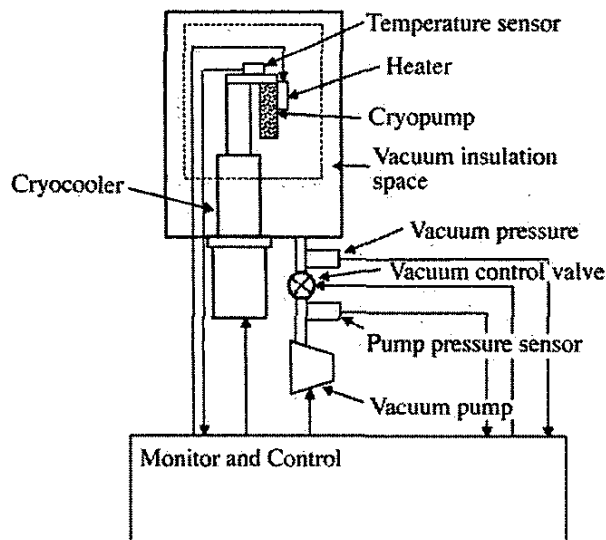 Temperature sensor
Heater
Cryopump
Vacuum insulation
space
Cryocooler
Vacuum pressure
Vacuum control valve
Pump pressure sensor
Vacuum pump
Monitor and Control